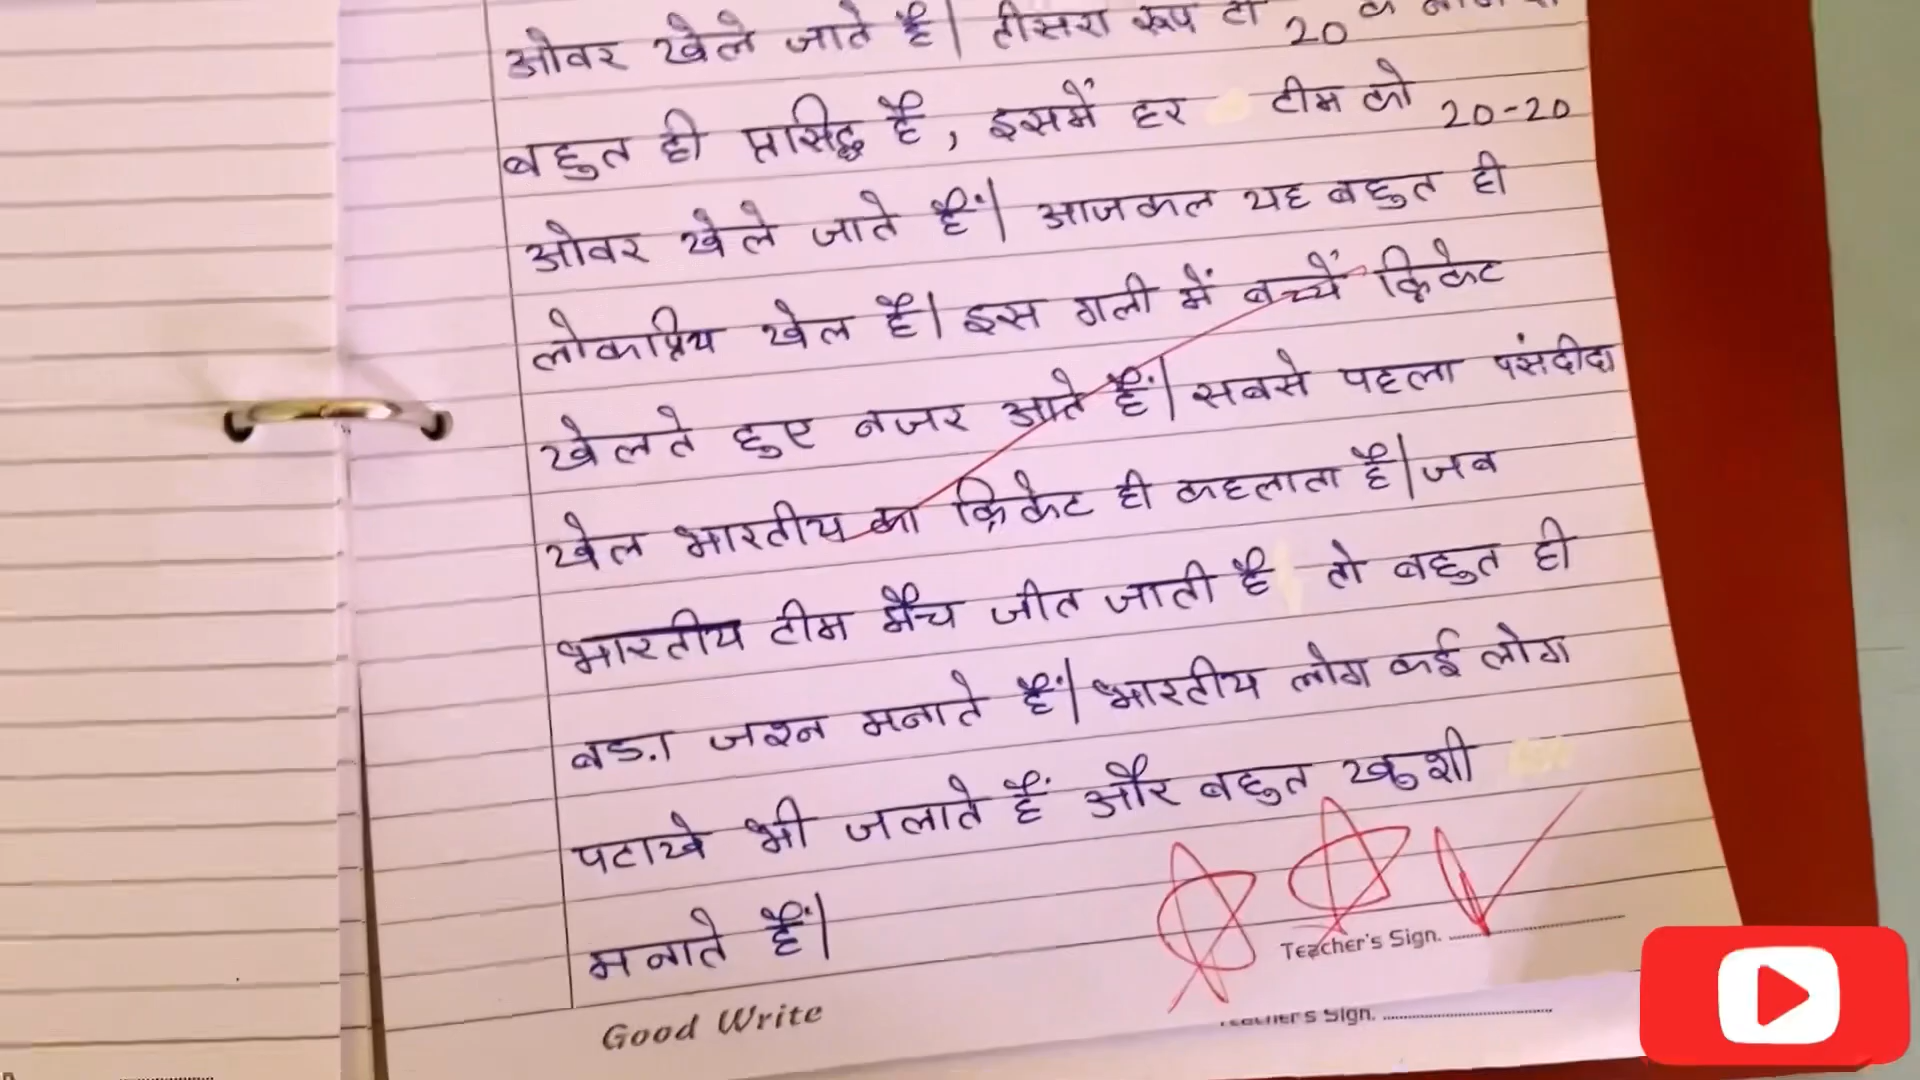 ओवर खेले जाते है| तीसरा रूप टी 20 के
बहुत ही प्रसिद्ध है, इसमें हर टीम को 20-20
ओवर खेले जाते हैं| आजकल यह बहुत ही
लोकप्रिय खेल है| इस गली में बच्चें क्रिकेट
खेलते हुए नजर आते हैं| सबसे पहला पसंदीदा
खेल भारतीय का क्रिकेट ही कहलाता है| जब
भारतीय टीम मैच जीत जाती है तो बहुत ही
बड़ा जश्न मनाते हैं| भारतीय लोग कई लोग
पटाखे भी जलाते हैं और बहुत खुशी
मनाते हैं|
Teacher's Sign.
Good Write
Teacher's Sign.